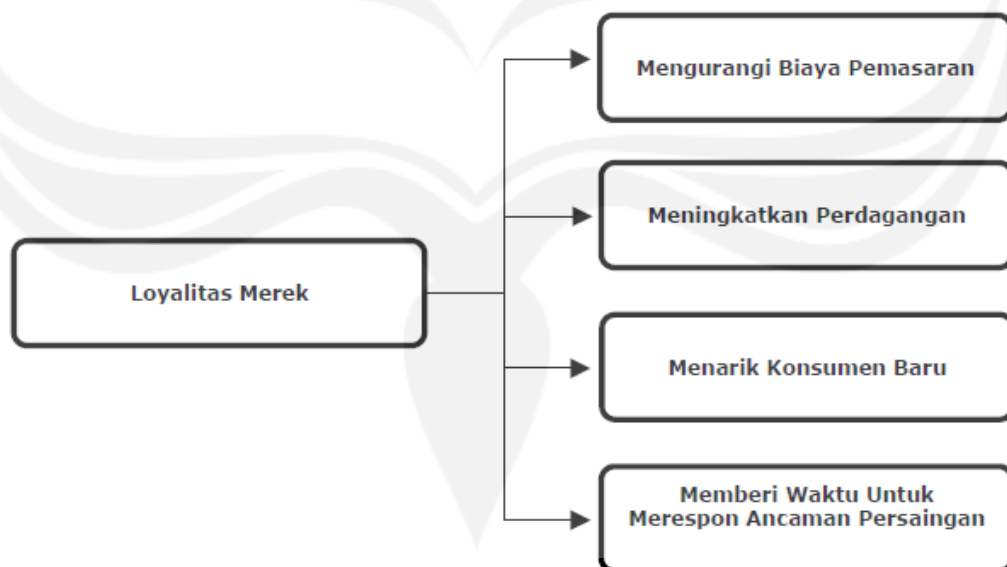 Mengurangi Biaya Pemasaran
Meningkatkan Perdagangan
Loyalitas Merek
Menarik Konsumen Baru
Memberi Waktu Untuk
Merespon Ancaman Persaingan